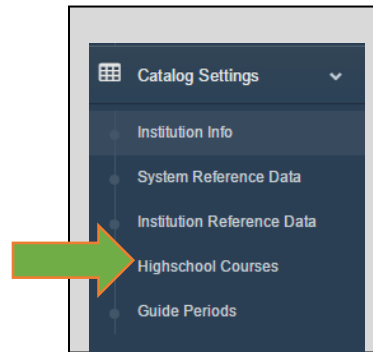 Catalog Settings
Institution Info
System Reference Data
Institution Reference Data
Highschool Courses
Guide Periods